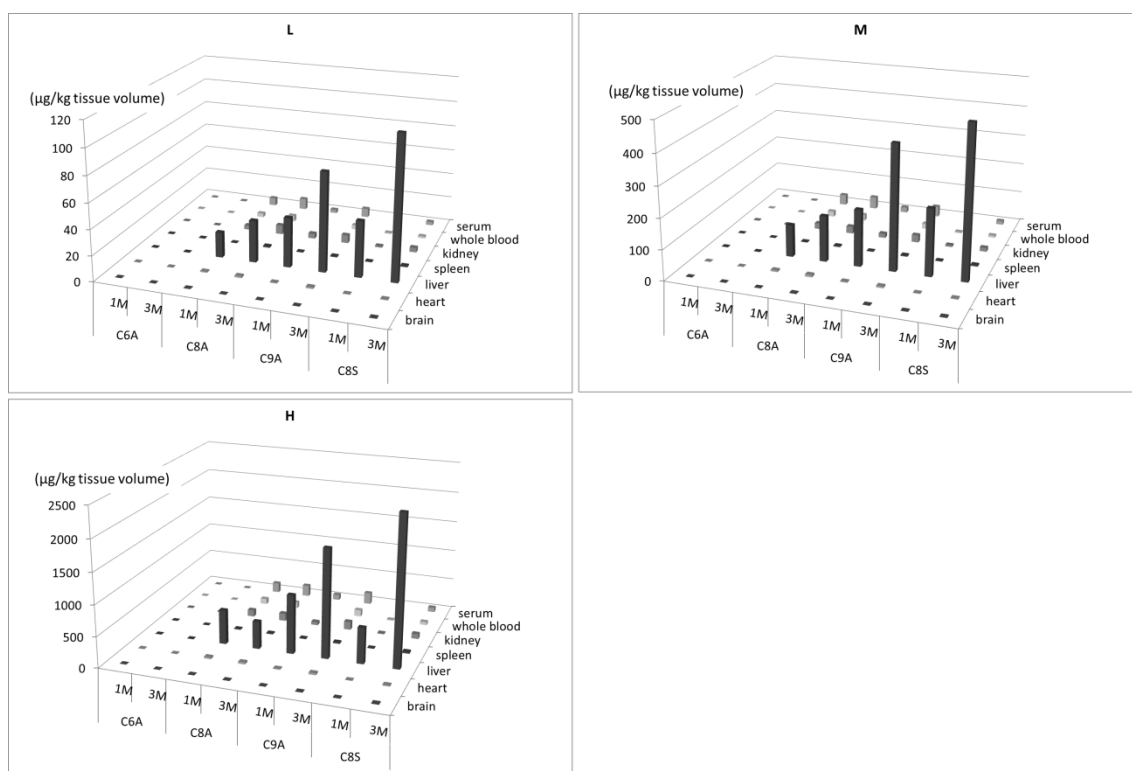 L
(µg/kg tissue volume)
120
100
80
60
40
20
0
serum
whole blood
kidney
spleen
liver
heart
brain
1M 3M 1M 3M 1M 3M 1M 3M
C6A C8A C9A C8S
M
(µg/kg tissue volume)
500
400
300
200
100
0
serum
whole blood
kidney
spleen
liver
heart
brain
1M 3M 1M 3M 1M 3M 1M 3M
C6A C8A C9A C8S
H
(µg/kg tissue volume)
2500
2000
1500
1000
500
0
serum
whole blood
kidney
spleen
liver
heart
brain
1M 3M 1M 3M 1M 3M 1M 3M
C6A C8A C9A C8S